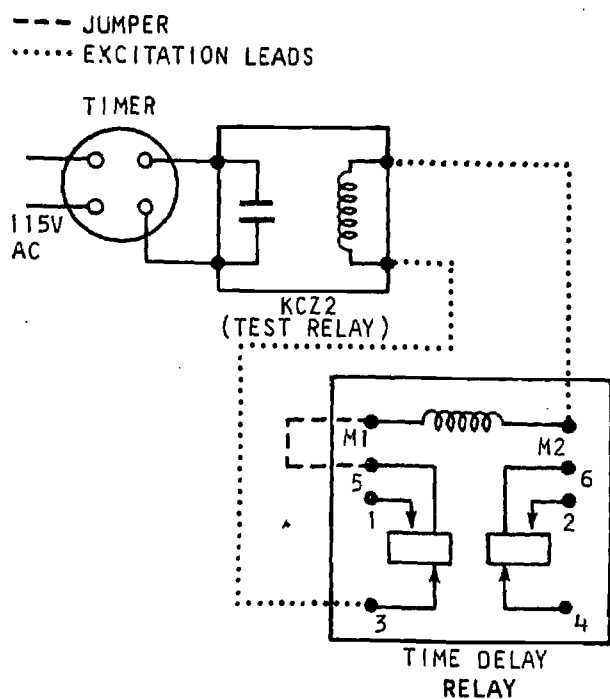 JUMPER
EXCITATION LEADS
TIMER
115V
AC
KCZ2
(TEST RELAY)
M1
M2
5
6
1
2
3
4
TIME DELAY
RELAY